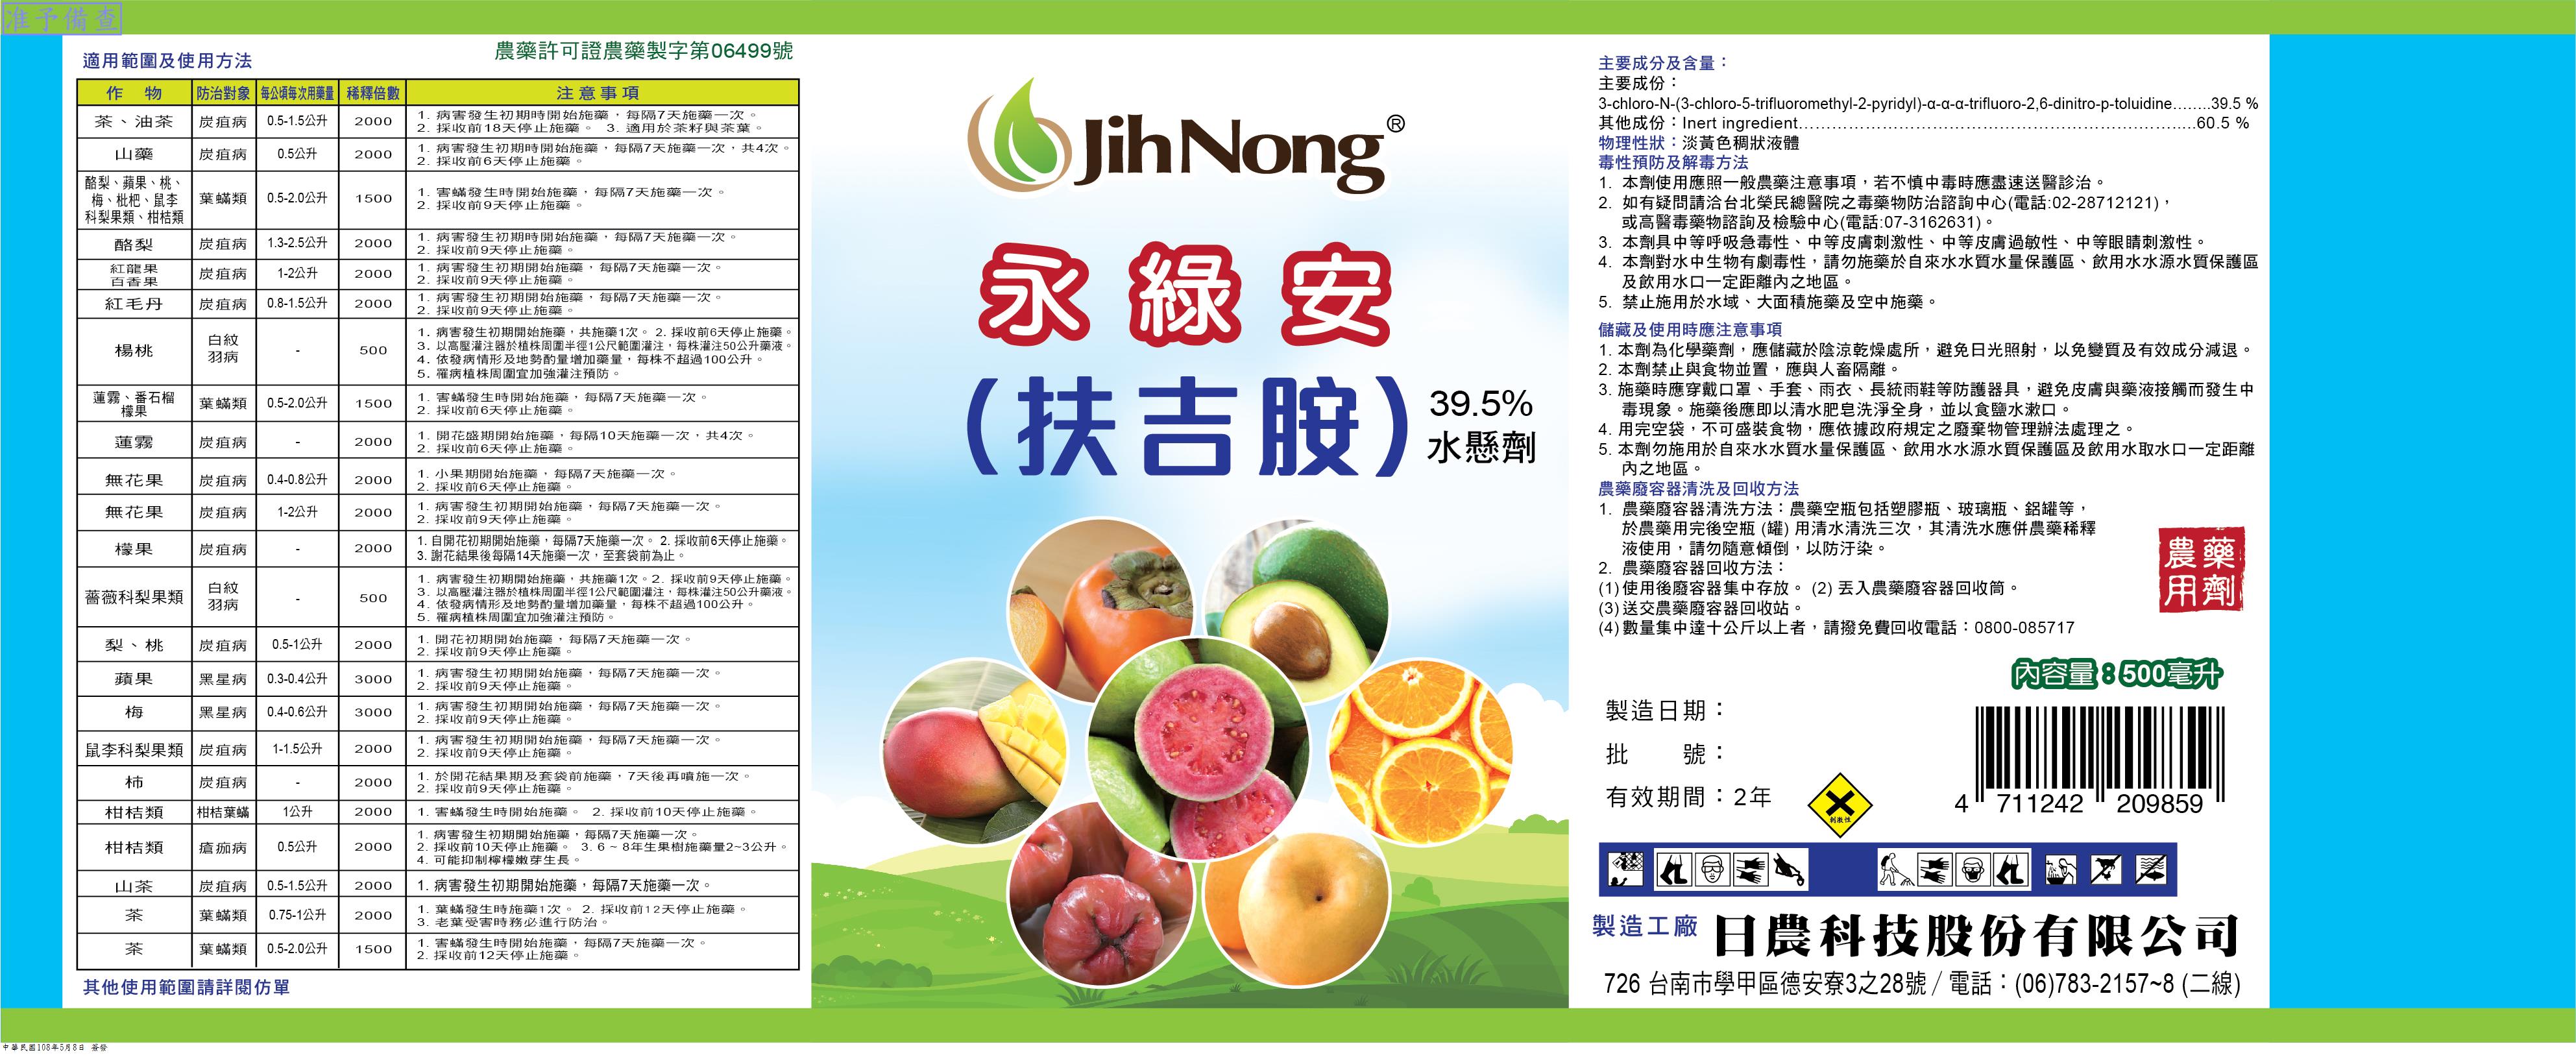 准予備查
適用範圍及使用方法
農藥許可證農藥製字第06499號
作 物 防治對象 每公頃每次用藥量 稀釋倍數 注意事項
茶、油茶 炭疽病 0.5-1.5公升 2000 1. 病害發生初期時開始施藥，每隔7天施藥一次。
2. 採收前18天停止施藥。 3. 適用於茶籽與茶葉。
山藥 炭疽病 0.5公升 2000 1. 病害發生初期時開始施藥，每隔7天施藥一次，共4次。
2. 採收前6天停止施藥。
酪梨、蘋果、桃、
梅、枇杷、鼠李
科梨果類、柑桔類 葉蟎類 0.5-2.0公升 1500 1. 害蟎發生時開始施藥，每隔7天施藥一次。
2. 採收前9天停止施藥。
酪梨 炭疽病 1.3-2.5公升 2000 1. 病害發生初期時開始施藥，每隔7天施藥一次。
2. 採收前9天停止施藥。
紅龍果
百香果 炭疽病 1-2公升 2000 1. 病害發生初期開始施藥，每隔7天施藥一次。
2. 採收前9天停止施藥。
紅毛丹 炭疽病 0.8-1.5公升 2000 1. 病害發生初期開始施藥，每隔7天施藥一次。
2. 採收前9天停止施藥。
楊桃 白紋
羽病 - 500 1. 病害發生初期開始施藥，共施藥1次。 2. 採收前6天停止施藥。
3. 以高壓灌注器於植株周圍半徑1公尺範圍灌注，每株灌注50公升藥液。
4. 依發病情形及地勢酌量增加藥量，每株不超過100公升。
5. 罹病植株周圍宜加強灌注預防。
蓮霧、番石榴
檬果 葉蟎類 0.5-2.0公升 1500 1. 害蟎發生時開始施藥，每隔7天施藥一次。
2. 採收前6天停止施藥。
蓮霧 炭疽病 - 2000 1. 開花盛期開始施藥，每隔10天施藥一次，共4次。
2. 採收前6天停止施藥。
無花果 炭疽病 0.4-0.8公升 2000 1. 小果期開始施藥，每隔7天施藥一次。
2. 採收前6天停止施藥。
無花果 炭疽病 1-2公升 2000 1. 病害發生初期開始施藥，每隔7天施藥一次。
2. 採收前9天停止施藥。
檬果 炭疽病 - 2000 1. 自開花初期開始施藥，每隔7天施藥一次。 2. 採收前6天停止施藥。
3. 謝花結果後每隔14天施藥一次，至套袋前為止。
薔薇科梨果類 白紋
羽病 - 500 1. 病害發生初期開始施藥，共施藥1次。2. 採收前9天停止施藥。
3. 以高壓灌注器於植株周圍半徑1公尺範圍灌注，每株灌注50公升藥液。
4. 依發病情形及地勢酌量增加藥量，每株不超過100公升。
5. 罹病植株周圍宜加強灌注預防。
梨、桃 炭疽病 0.5-1公升 2000 1. 開花初期開始施藥，每隔7天施藥一次。
2. 採收前9天停止施藥。
蘋果 黑星病 0.3-0.4公升 3000 1. 病害發生初期開始施藥，每隔7天施藥一次。
2. 採收前9天停止施藥。
梅 黑星病 0.4-0.6公升 3000 1. 病害發生初期開始施藥，每隔7天施藥一次。
2. 採收前9天停止施藥。
鼠李科梨果類 炭疽病 1-1.5公升 2000 1. 病害發生初期開始施藥，每隔7天施藥一次。
2. 採收前9天停止施藥。
柿 炭疽病 - 2000 1. 於開花結果期及套袋前施藥，7天後再噴施一次。
2. 採收前9天停止施藥。
柑桔類 柑桔葉蟎 1公升 2000 1. 害蟎發生時開始施藥。 2. 採收前10天停止施藥。
柑桔類 瘡痂病 0.5公升 2000 1. 病害發生初期開始施藥，每隔7天施藥一次。
2. 採收前10天停止施藥。 3. 6 ~ 8年生果樹施藥量2~3公升。
4. 可能抑制檸檬嫩芽生長。
山茶 炭疽病 0.5-1.5公升 2000 1. 病害發生初期開始施藥，每隔7天施藥一次。
茶 葉蟎類 0.75-1公升 2000 1. 葉蟎發生時施藥1次。 2. 採收前12天停止施藥。
3. 老葉受害時務必進行防治。
茶 葉蟎類 0.5-2.0公升 1500 1. 害蟎發生時開始施藥，每隔7天施藥一次。
2. 採收前12天停止施藥。
其他使用範圍請詳閱仿單
中華民國108年5月8日 簽發
JihNong®
永綠安
(扶吉胺)
39.5%
水懸劑
主要成分及含量：
主要成份：
3-chloro-N-(3-chloro-5-trifluoromethyl-2-pyridyl)-α-α-α-trifluoro-2,6-dinitro-p-toluidine........39.5 %
其他成份：Inert ingredient.......................................................................60.5 %
物理性狀：淡黃色稠狀液體
毒性預防及解毒方法
1. 本劑使用應照一般農藥注意事項，若不慎中毒時應盡速送醫診治。
2. 如有疑問請洽台北榮民總醫院之毒藥物防治諮詢中心(電話:02-28712121)，
或高醫毒藥物諮詢及檢驗中心(電話:07-3162631)。
3. 本劑具中等呼吸急毒性、中等皮膚刺激性、中等皮膚過敏性、中等眼睛刺激性。
4. 本劑對水中生物有劇毒性，請勿施藥於自來水水質水量保護區、飲用水水源水質保護區
及飲用水口一定距離內之地區。
5. 禁止施用於水域、大面積施藥及空中施藥。
儲藏及使用時應注意事項
1. 本劑為化學藥劑，應儲藏於陰涼乾燥處所，避免日光照射，以免變質及有效成分減退。
2. 本劑禁止與食物並置，應與人畜隔離。
3. 施藥時應穿戴口罩、手套、雨衣、長統雨鞋等防護器具，避免皮膚與藥液接觸而發生中
毒現象。施藥後應即以清水肥皂洗淨全身，並以食鹽水漱口。
4. 用完空袋，不可盛裝食物，應依據政府規定之廢棄物管理辦法處理之。
5. 本劑勿施用於自來水水質水量保護區、飲用水水源水質保護區及飲用水取水口一定距離
內之地區。
農藥廢容器清洗及回收方法
1. 農藥廢容器清洗方法：農藥空瓶包括塑膠瓶、玻璃瓶、鋁罐等，
於農藥用完後空瓶 (罐) 用清水清洗三次，其清洗水應併農藥稀釋
液使用，請勿隨意傾倒，以防汙染。
2. 農藥廢容器回收方法：
(1) 使用後廢容器集中存放。 (2) 丟入農藥廢容器回收筒。
(3) 送交農藥廢容器回收站。
(4) 數量集中達十公斤以上者，請撥免費回收電話：0800-085717
農藥
用劑
內容量：500毫升
製造日期：
批 號：
有效期間：2年
刺激性
4 711242 209859
製造工廠 日農科技股份有限公司
726 台南市學甲區德安寮3之28號 / 電話：(06)783-2157~8 (二線)